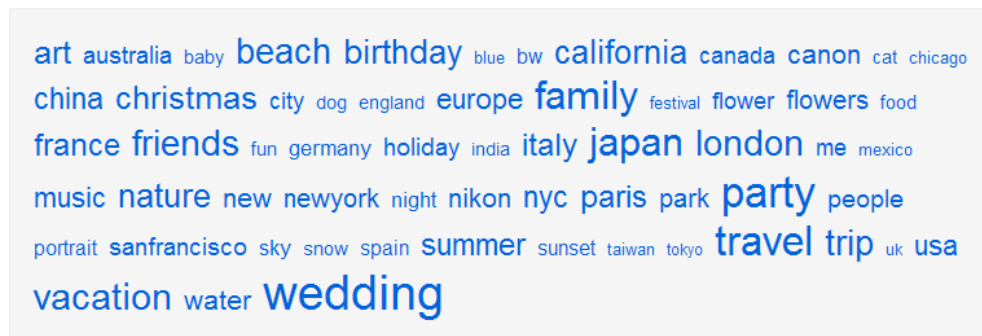 art australia baby beach birthday blue bw california canada canon cat chicago
china christmas city dog england europe family festival flower flowers food
france friends fun germany holiday india italy japan london me mexico
music nature new newyork night nikon nyc paris park party people
portrait sanfrancisco sky snow spain summer sunset taiwan tokyo travel trip uk usa
vacation water wedding